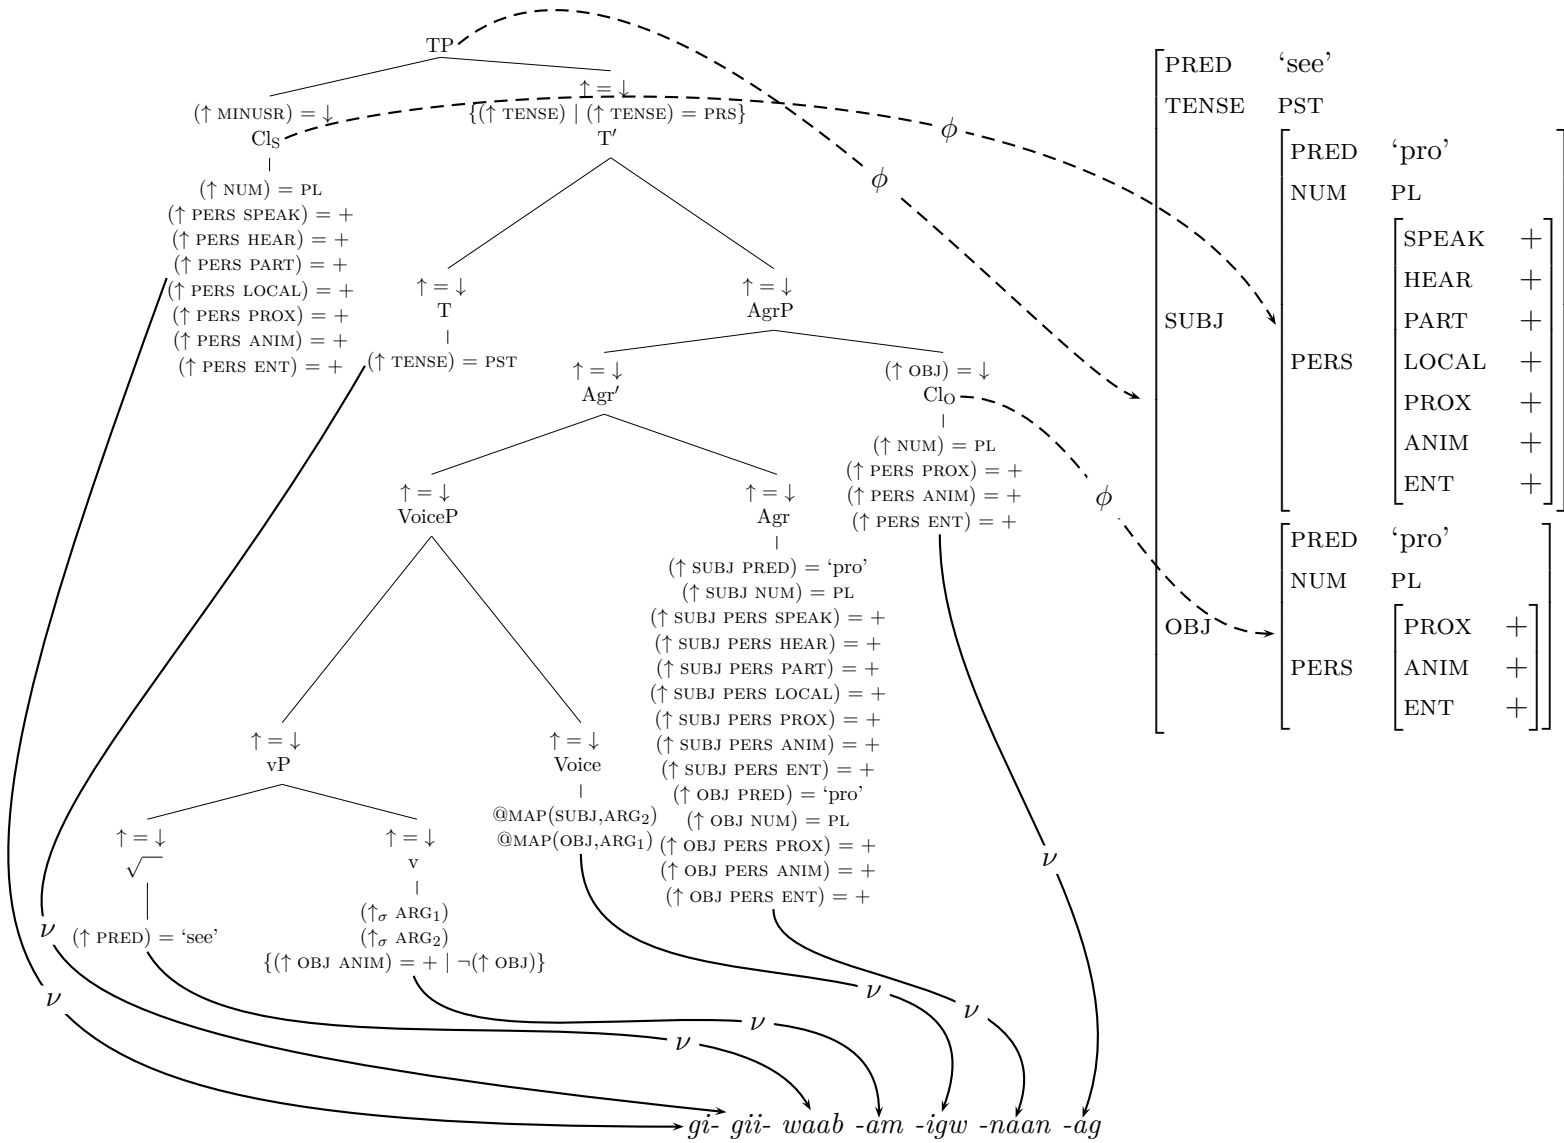 TP
(↑ MINUSR) = ↓
Cl_S
(↑ NUM) = PL
(↑ PERS SPEAK) = +
(↑ PERS HEAR) = +
(↑ PERS PART) = +
(↑ PERS LOCAL) = +
(↑ PERS PROX) = +
(↑ PERS ANIM) = +
(↑ PERS ENT) = +
↑ = ↓
{(↑ TENSE) | (↑ TENSE) = PRS}
T′
↑ = ↓
T
(↑ TENSE) = PST
↑ = ↓
AgrP
↑ = ↓
Agr′
(↑ OBJ) = ↓
Cl_O
(↑ NUM) = PL
(↑ PERS PROX) = +
(↑ PERS ANIM) = +
(↑ PERS ENT) = +
↑ = ↓
VoiceP
↑ = ↓
Agr
(↑ SUBJ PRED) = ‘pro’
(↑ SUBJ NUM) = PL
(↑ SUBJ PERS SPEAK) = +
(↑ SUBJ PERS HEAR) = +
(↑ SUBJ PERS PART) = +
(↑ SUBJ PERS LOCAL) = +
(↑ SUBJ PERS PROX) = +
(↑ SUBJ PERS ANIM) = +
(↑ SUBJ PERS ENT) = +
(↑ OBJ PRED) = ‘pro’
(↑ OBJ NUM) = PL
(↑ OBJ PERS PROX) = +
(↑ OBJ PERS ANIM) = +
(↑ OBJ PERS ENT) = +
↑ = ↓
vP
↑ = ↓
Voice
@MAP(SUBJ,ARG₂)
@MAP(OBJ,ARG₁)
↑ = ↓
√
(↑ PRED) = ‘see’
↑ = ↓
v
(↑σ ARG₁)
(↑σ ARG₂)
{(↑ OBJ ANIM) = + | ¬(↑ OBJ)}
ν
ν
ν
ν
ν
ν
ν
gi- gii- waab -am -igw -naan -ag
ϕ
ϕ
ϕ
PRED ‘see’
TENSE PST
SUBJ
PRED ‘pro’
NUM PL
PERS
SPEAK +
HEAR +
PART +
LOCAL +
PROX +
ANIM +
ENT +
OBJ
PRED ‘pro’
NUM PL
PERS
PROX +
ANIM +
ENT +